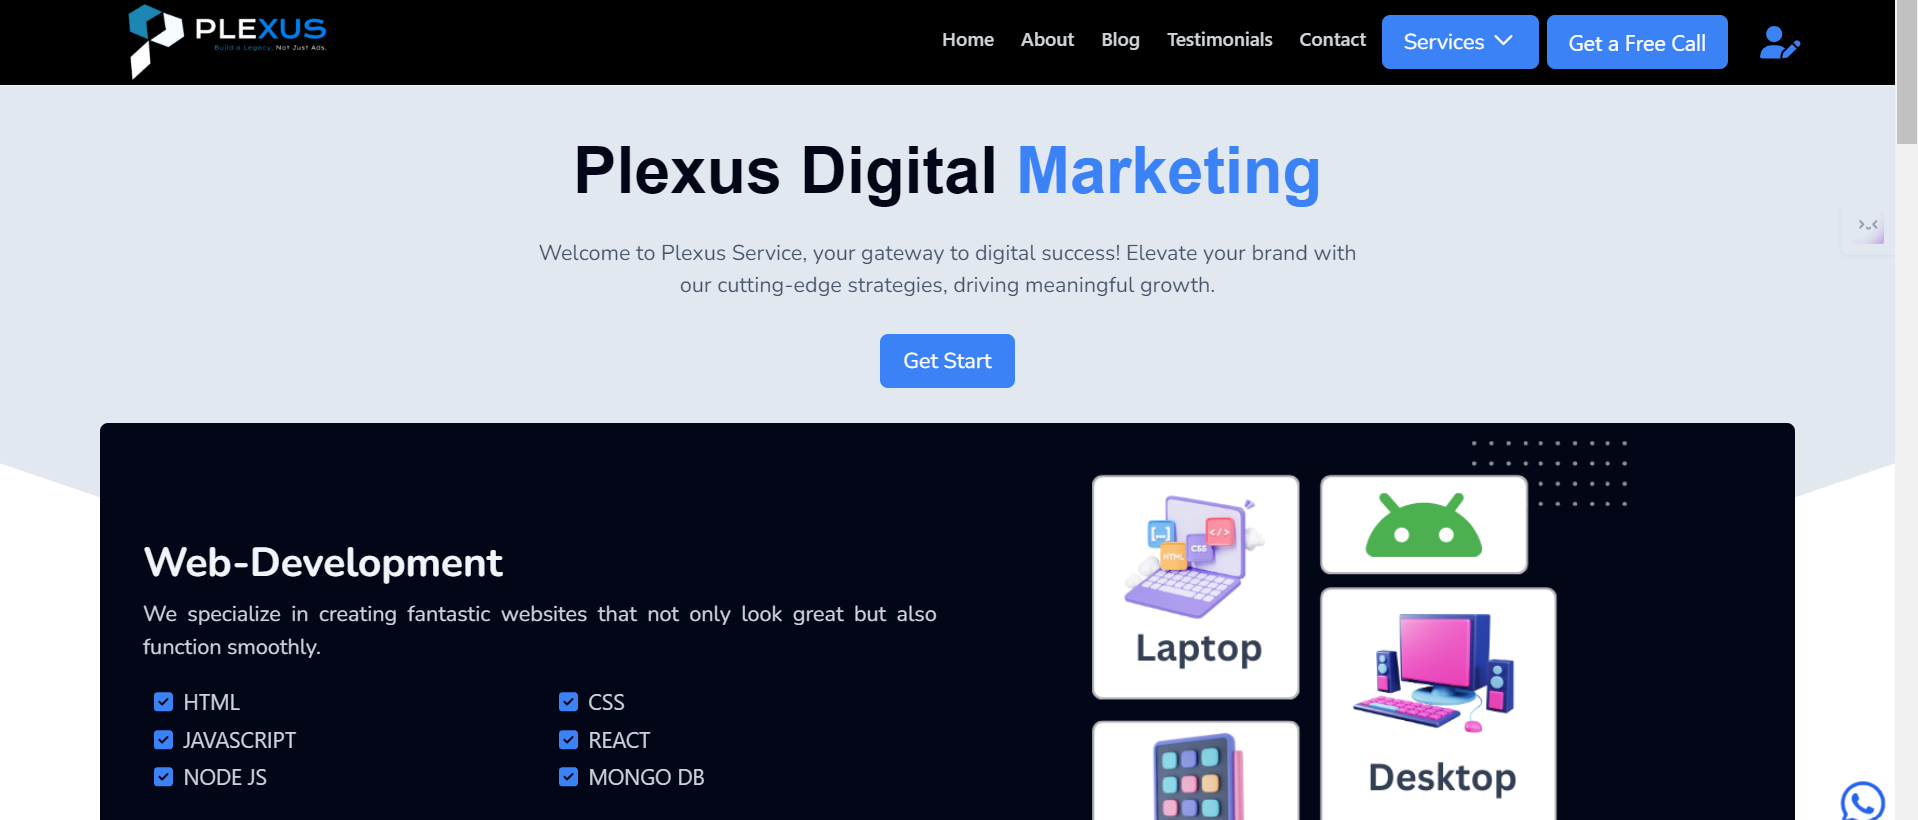 PLEXUS
Build a Legacy, Not Just Ads.
Home About Blog Testimonials Contact Services Get a Free Call
Plexus Digital Marketing
Welcome to Plexus Service, your gateway to digital success! Elevate your brand with
our cutting-edge strategies, driving meaningful growth.
Get Start
Web-Development
We specialize in creating fantastic websites that not only look great but also
function smoothly.
HTML
CSS
JAVASCRIPT
REACT
NODE JS
MONGO DB
HTML
CSS
</>
Laptop
Desktop